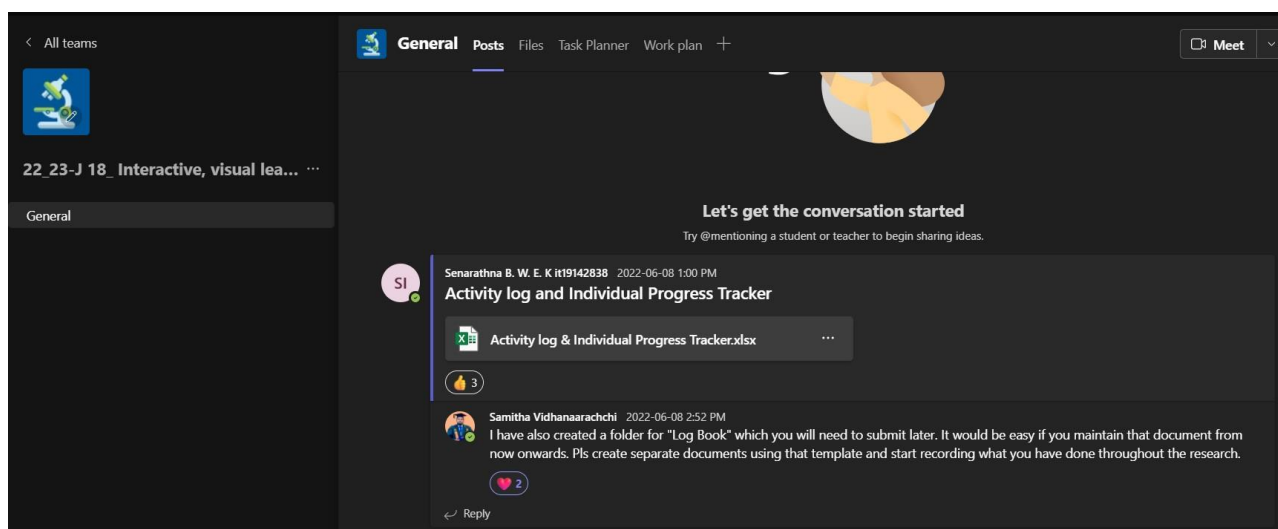 All teams
22_23-J 18_ Interactive, visual lea...
General
General Posts Files Task Planner Work plan
Meet
Let's get the conversation started
Try @mentioning a student or teacher to begin sharing ideas.
SI
Senarathna B. W. E. K it19142838 2022-06-08 1:00 PM
Activity log and Individual Progress Tracker
Activity log & Individual Progress Tracker.xlsx
3
Samitha Vidhanaarachchi 2022-06-08 2:52 PM
I have also created a folder for "Log Book" which you will need to submit later. It would be easy if you maintain that document from
now onwards. Pls create separate documents using that template and start recording what you have done throughout the research.
2
Reply